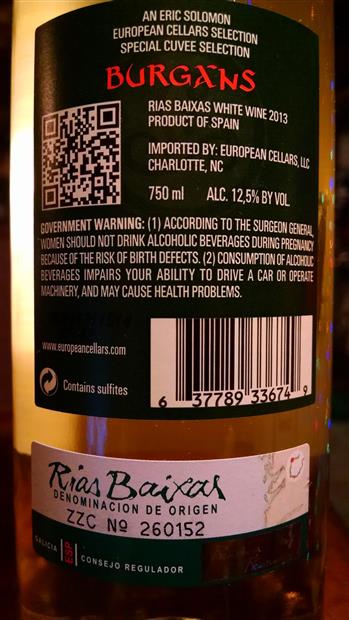 AN ERIC SOLOMON
EUROPEAN CELLARS SELECTION
SPECIAL CUVEE SELECTION
BURGÁNS
RIAS BAIXAS WHITE WINE 2013
PRODUCT OF SPAIN
IMPORTED BY: EUROPEAN CELLARS, LLC
CHARLOTTE, NC
750 ml ALC. 12,5% BY VOL.
GOVERNMENT WARNING: (1) ACCORDING TO THE SURGEON GENERAL,
WOMEN SHOULD NOT DRINK ALCOHOLIC BEVERAGES DURING PREGNANCY
BECAUSE OF THE RISK OF BIRTH DEFECTS. (2) CONSUMPTION OF ALCOHOLIC
BEVERAGES IMPAIRS YOUR ABILITY TO DRIVE A CAR OR OPERATE
MACHINERY, AND MAY CAUSE HEALTH PROBLEMS.
www.europeancellars.com
Contains sulfites
6 37789 33674 9
Rías Baixas
DENOMINACION DE ORIGEN
ZZC Nº 260152
GALICIA ESP CONSEJO REGULADOR